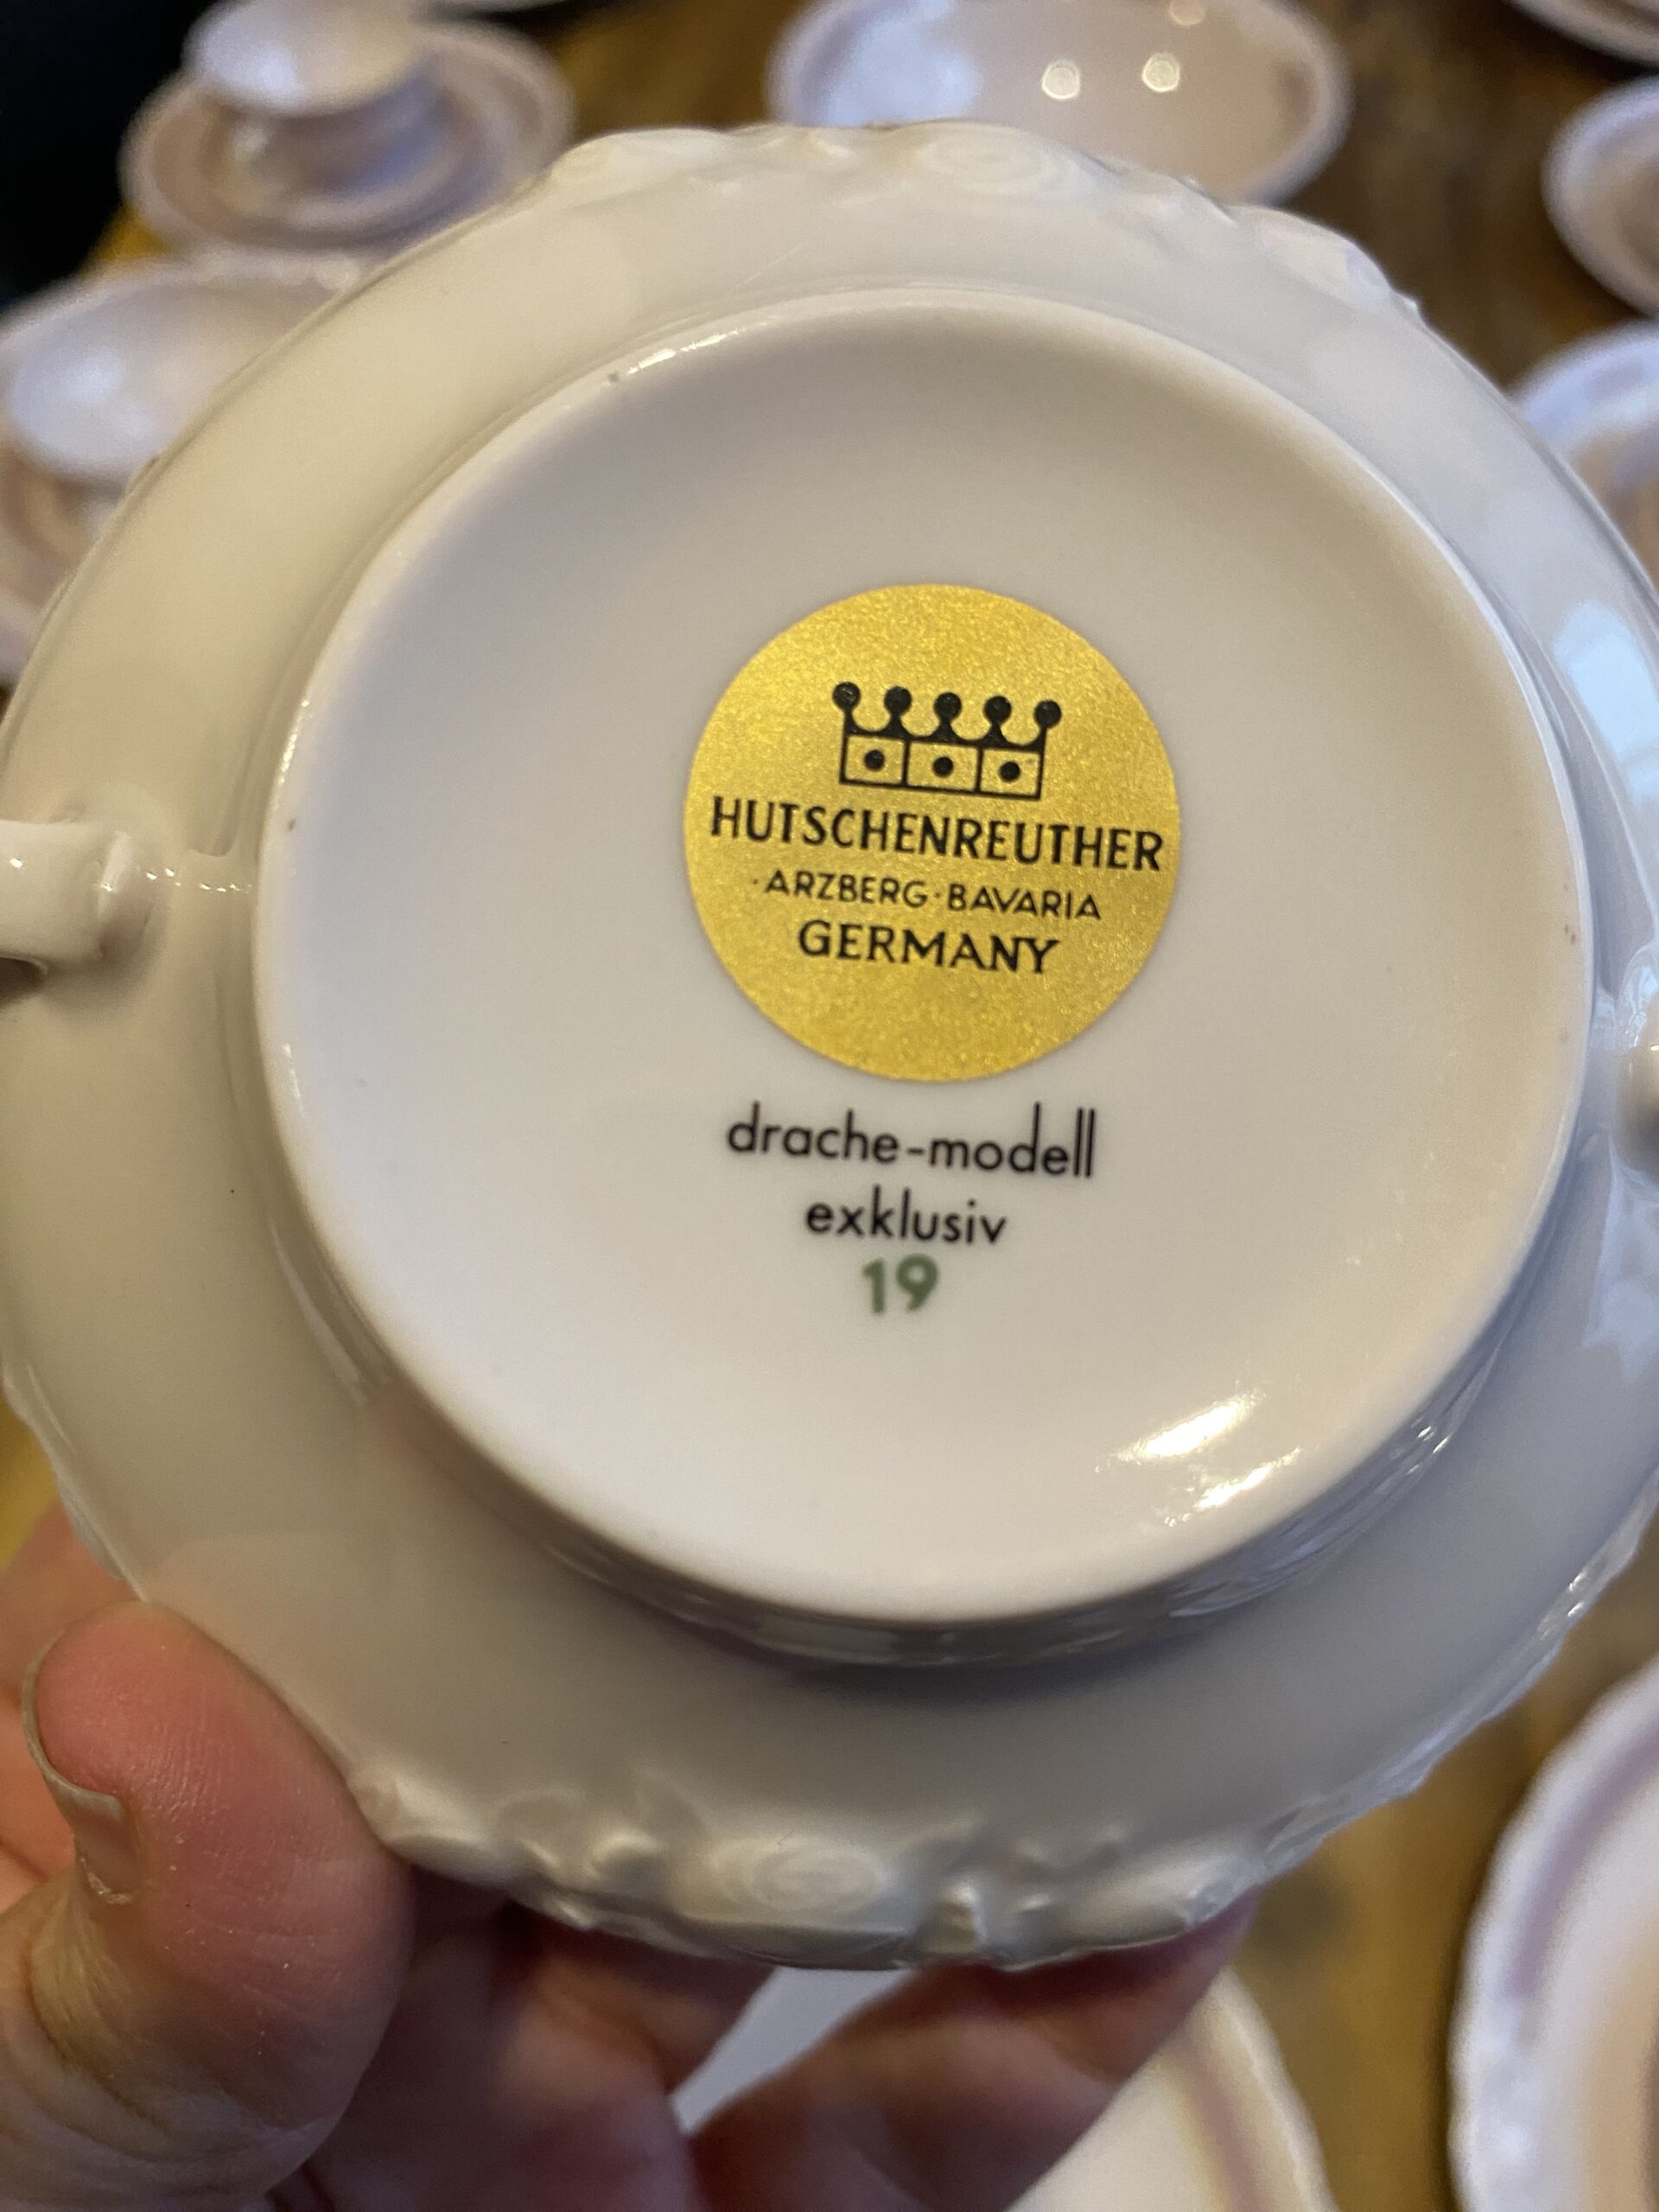 HUTSCHENREUTHER
·ARZBERG·BAVARIA
GERMANY
drache-modell
exklusiv
19